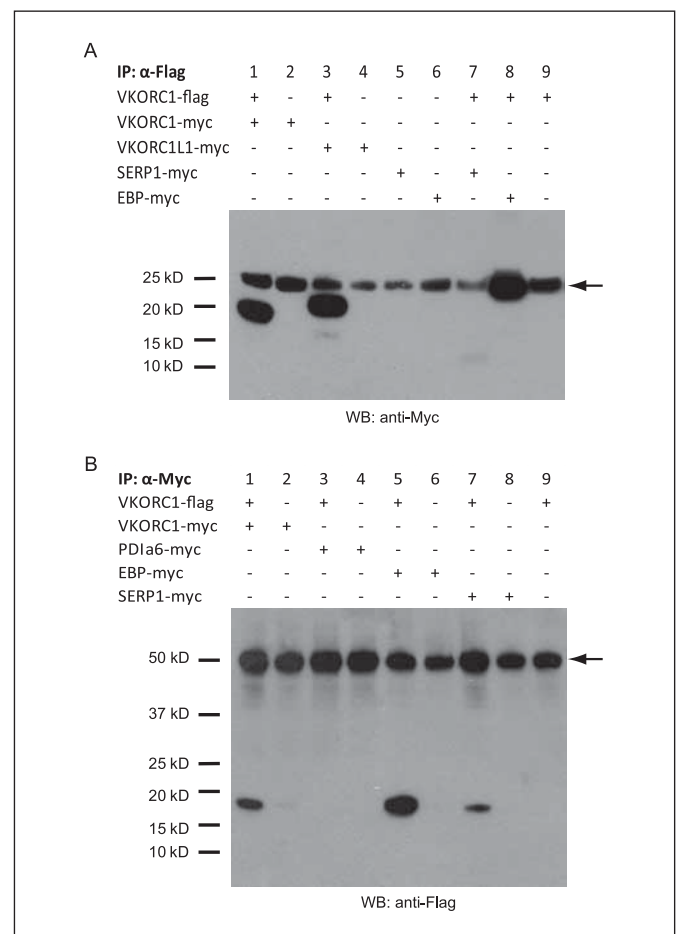 A
IP: α-Flag 1 2 3 4 5 6 7 8 9
VKORC1-flag + - + - - - + + +
VKORC1-myc + + - - - - - - -
VKORC1L1-myc - - + + - - - - -
SERP1-myc - - - - + - + - -
EBP-myc - - - - - + - + -
25 kD
20 kD
15 kD
10 kD
WB: anti-Myc
B
IP: α-Myc 1 2 3 4 5 6 7 8 9
VKORC1-flag + - + - + - + - +
VKORC1-myc + + - - - - - - -
PDIa6-myc - - + + - - - - -
EBP-myc - - - - + + - - -
SERP1-myc - - - - - - + + -
50 kD
37 kD
25 kD
20 kD
15 kD
10 kD
WB: anti-Flag